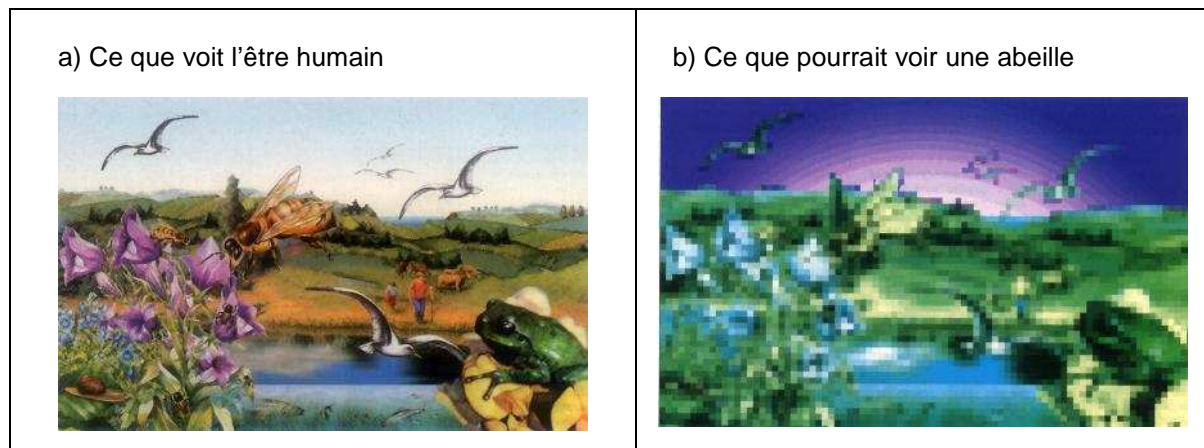 a) Ce que voit l’être humain
b) Ce que pourrait voir une abeille